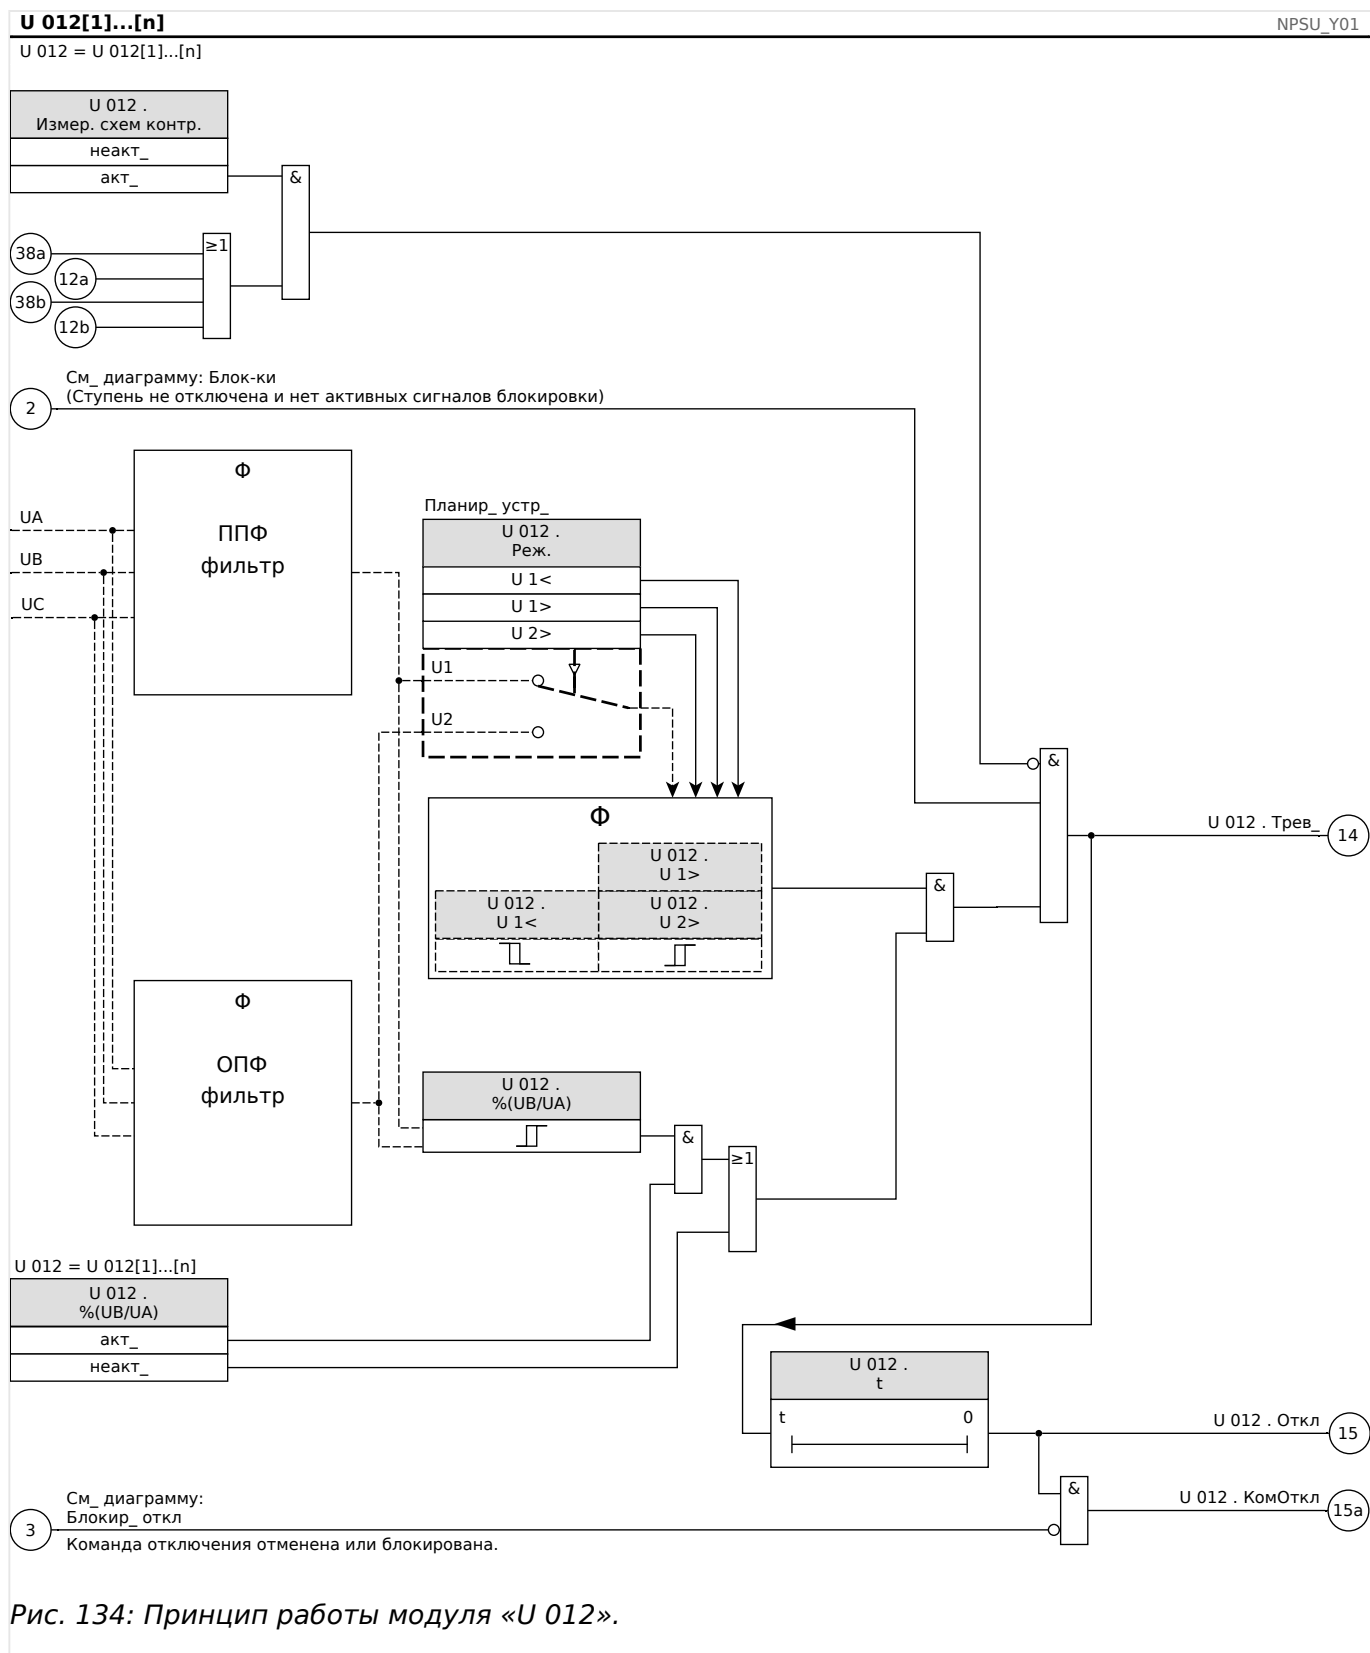 U 012[1]...[n]
NPSU_Y01
U 012 = U 012[1]...[n]
U 012 .
Измер. схем контр.
неакт_
акт_
&
≥1
38a
12a
38b
12b
См_ диаграмму: Блок-ки
(Ступень не отключена и нет активных сигналов блокировки)
2
Φ
ППФ
фильтр
UA
UB
UC
Планир_ устр_
U 012 .
Реж.
U 1<
U 1>
U 2>
U1
U2
&
Φ
U 012 .
U 1>
U 012 .
U 1<
U 012 .
U 2>
&
U 012 . Трев_
14
Φ
ОПФ
фильтр
U 012 .
%(UB/UA)
&
≥1
U 012 = U 012[1]...[n]
U 012 .
%(UB/UA)
акт_
неакт_
U 012 .
t
t
0
U 012 . Откл
15
&
U 012 . КомОткл
15a
См_ диаграмму:
Блокир_ откл
3
Команда отключения отменена или блокирована.
Рис. 134: Принцип работы модуля «U 012».